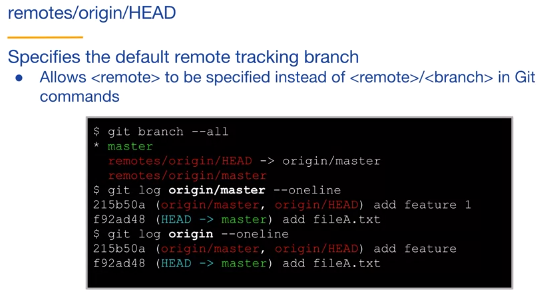 remotes/origin/HEAD
Specifies the default remote tracking branch
● Allows <remote> to be specified instead of <remote>/<branch> in Git
commands
$ git branch --all
* master
remotes/origin/HEAD -> origin/master
remotes/origin/master
$ git log origin/master --oneline
215b50a (origin/master, origin/HEAD) add feature 1
f92ad48 (HEAD -> master) add fileA.txt
$ git log origin --oneline
215b50a (origin/master, origin/HEAD) add feature
f92ad48 (HEAD -> master) add fileA.txt